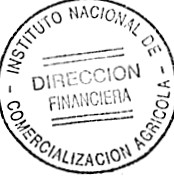 - INSTITUTO NACIONAL DE -
COMERCIALIZACION AGRICOLA
DIRECCION
FINANCIERA